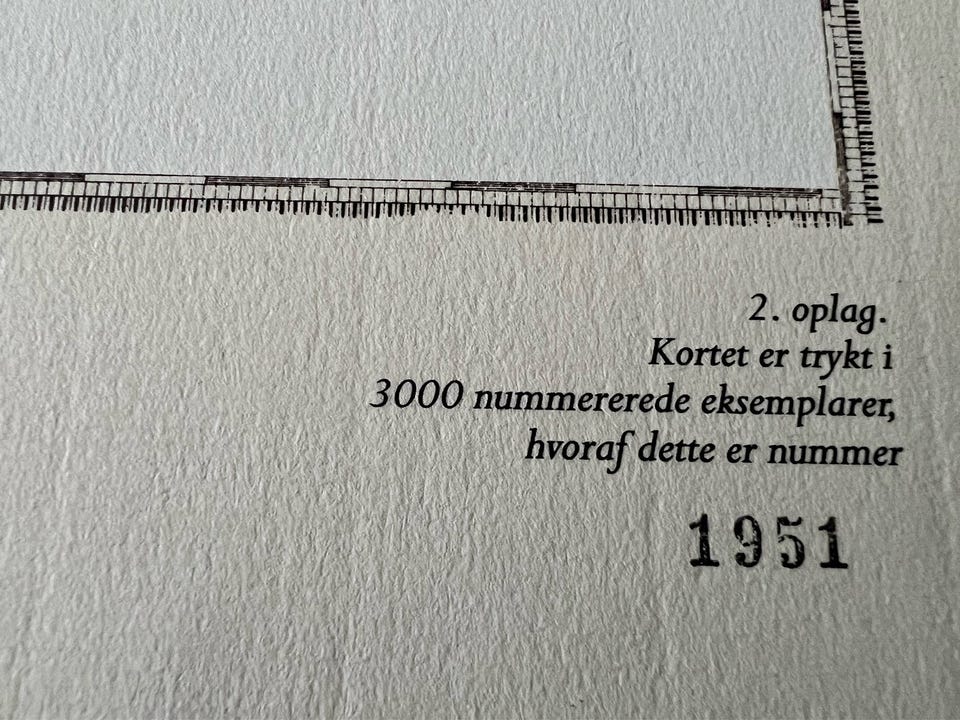 2. oplag.
Kortet er trykt i
3000 nummererede eksemplarer,
hvoraf dette er nummer
1951